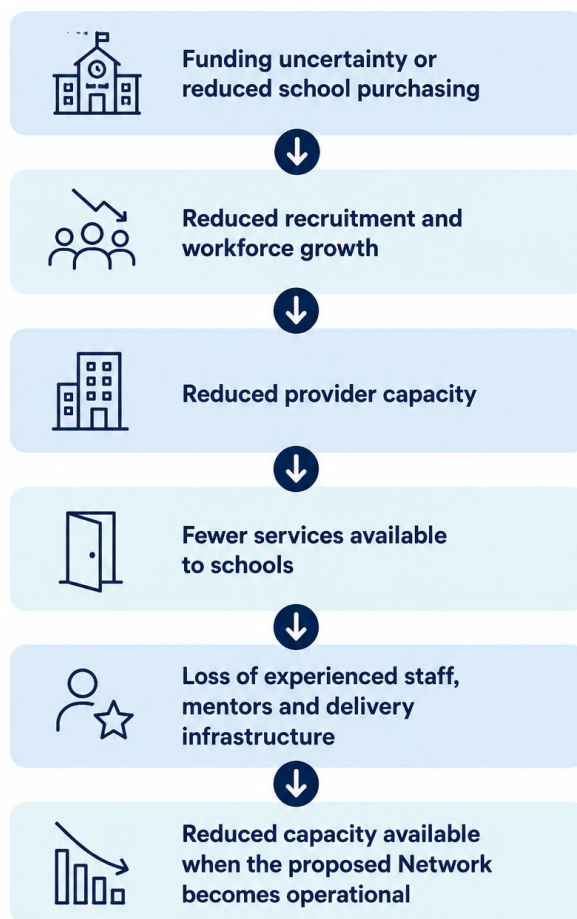 Funding uncertainty or
reduced school purchasing
Reduced recruitment and
workforce growth
Reduced provider capacity
Fewer services available
to schools
Loss of experienced staff,
mentors and delivery
infrastructure
Reduced capacity available
when the proposed Network
becomes operational